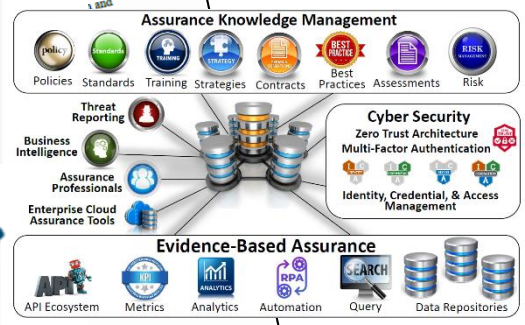 and
Assurance Knowledge Management
policy
Standards
TRAINING
STRATEGY
BEST
PRACTICE
RISK
MANAGEMENT
Policies Standards Training Strategies Contracts Best Practices Assessments Risk
Threat
Reporting
Business
Intelligence
Assurance
Professionals
Enterprise Cloud
Assurance Tools
Cyber Security
Zero Trust Architecture
Multi-Factor Authentication
I C
A
I C
A
I C
A
I C
A
Identity, Credential, & Access
Management
Evidence-Based Assurance
API
KPI
ANALYTICS
RPA
SEARCH
API Ecosystem Metrics Analytics Automation Query Data Repositories